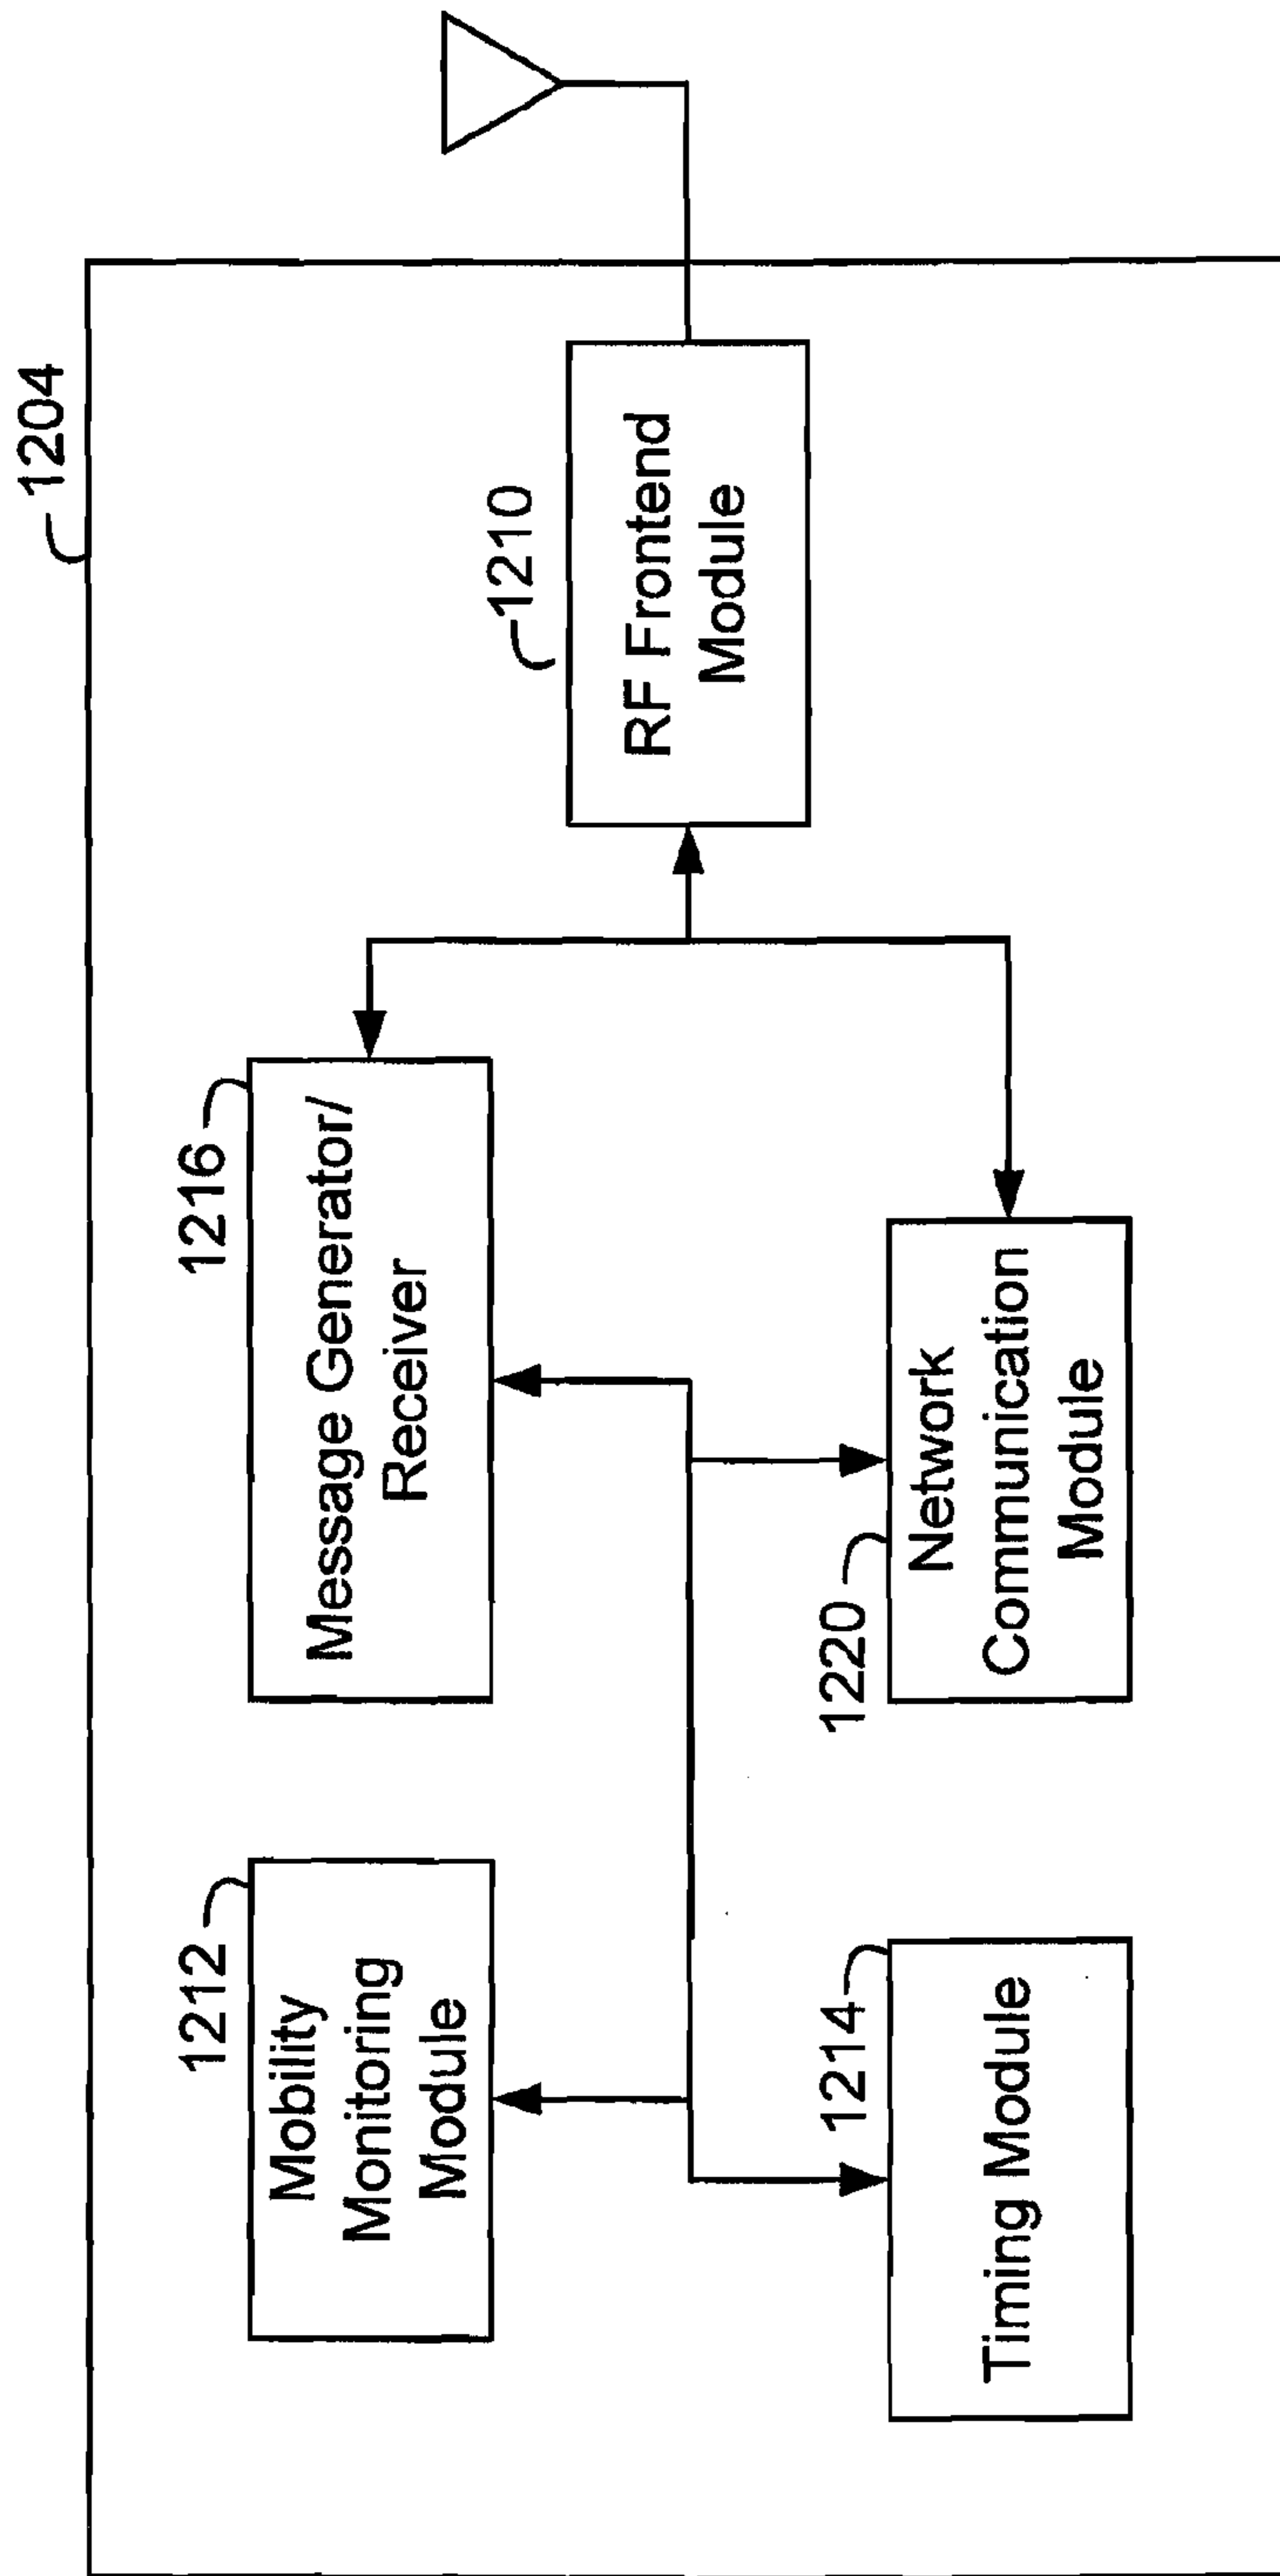 1204
1212
Mobility
Monitoring
Module
1216
Message Generator/
Receiver
1210
RF Frontend
Module
1214
Timing Module
1220
Network
Communication
Module